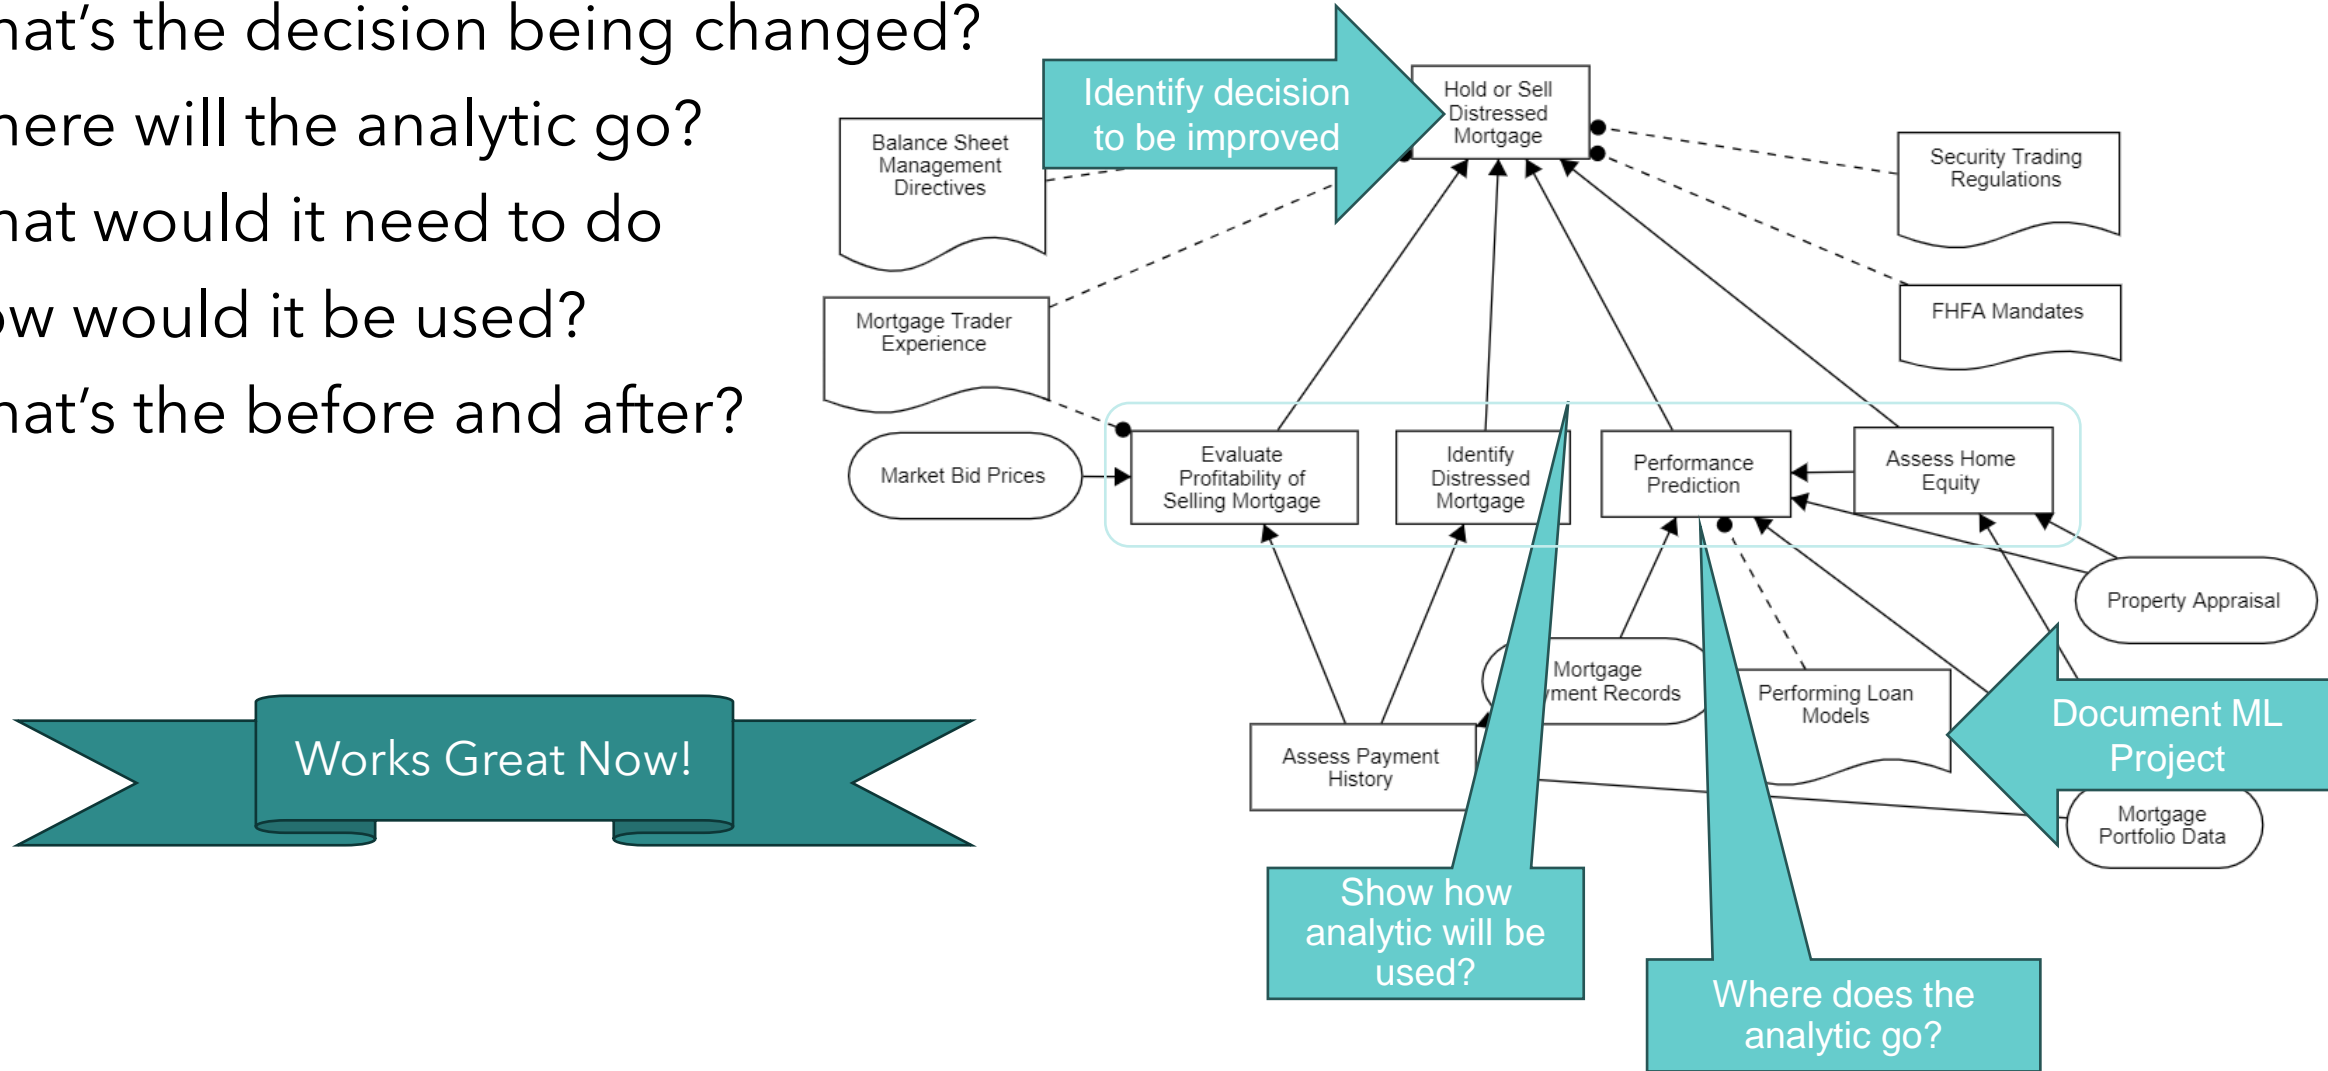 hat's the decision being changed?
here will the analytic go?
hat would it need to do
ow would it be used?
hat's the before and after?
Works Great Now!
Identify decision
to be improved
Hold or Sell
Distressed
Mortgage
Balance Sheet
Management
Directives
Security Trading
Regulations
Mortgage Trader
Experience
FHFA Mandates
Market Bid Prices
Evaluate
Profitability of
Selling Mortgage
Identify
Distressed
Mortgage
Performance
Prediction
Assess Home
Equity
Property Appraisal
Mortgage
yment Records
Performing Loan
Models
Document ML
Project
Assess Payment
History
Mortgage
Portfolio Data
Show how
analytic will be
used?
Where does the
analytic go?